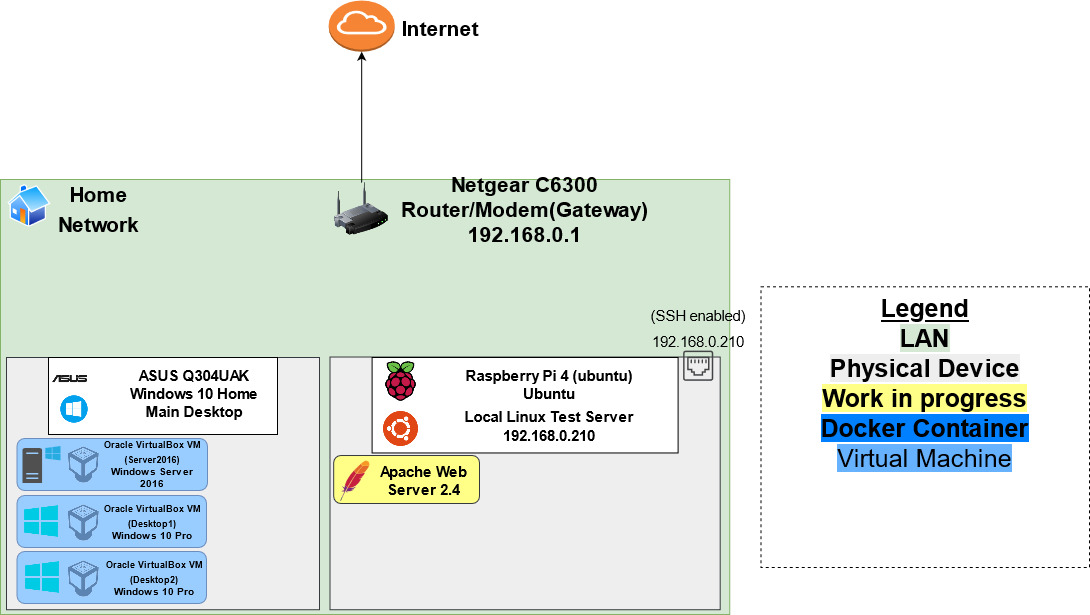 Internet
Home
Network
Netgear C6300
Router/Modem(Gateway)
192.168.0.1
(SSH enabled)
192.168.0.210
ASUS
ASUS Q304UAK
Windows 10 Home
Main Desktop
Raspberry Pi 4 (ubuntu)
Ubuntu
Local Linux Test Server
192.168.0.210
Oracle VirtualBox VM
(Server2016)
Windows Server
2016
Oracle VirtualBox VM
(Desktop1)
Windows 10 Pro
Oracle VirtualBox VM
(Desktop2)
Windows 10 Pro
Apache Web
Server 2.4
Legend
LAN
Physical Device
Work in progress
Docker Container
Virtual Machine